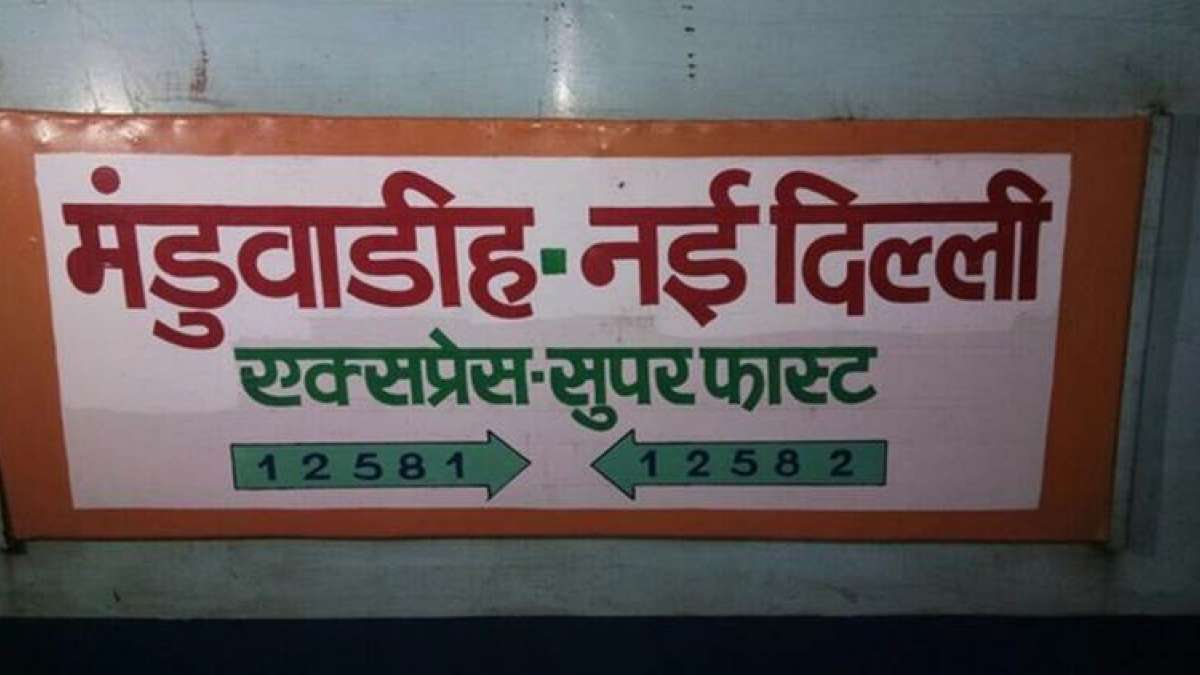 मंडुवाडीह-नई दिल्ली
एक्सप्रेस-सुपर फास्ट
12581 12582